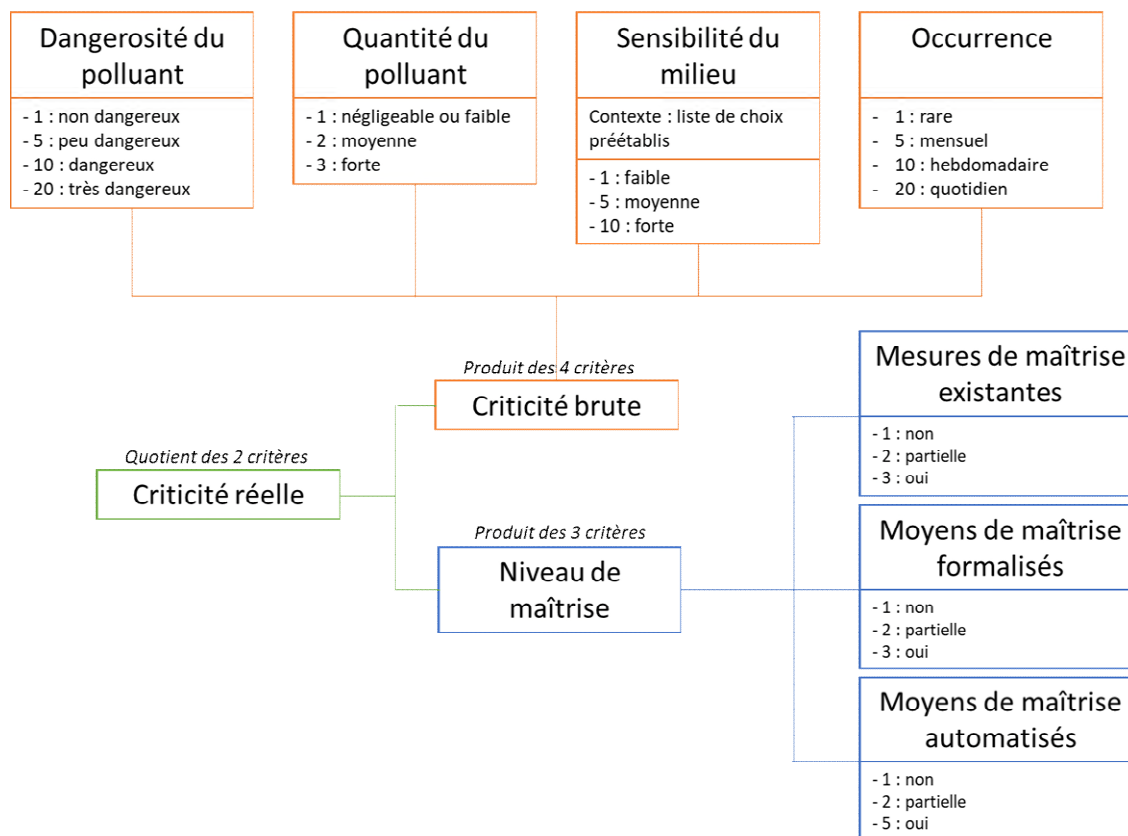 Dangerosité du
polluant
- 1 : non dangereux
- 5 : peu dangereux
- 10 : dangereux
- 20 : très dangereux
Quantité du
polluant
- 1 : négligeable ou faible
- 2 : moyenne
- 3 : forte
Sensibilité du
milieu
Contexte : liste de choix
préétablis
- 1 : faible
- 5 : moyenne
- 10 : forte
Occurrence
- 1 : rare
- 5 : mensuel
- 10 : hebdomadaire
- 20 : quotidien
Produit des 4 critères
Criticité brute
Quotient des 2 critères
Criticité réelle
Produit des 3 critères
Niveau de
maîtrise
Mesures de maîtrise
existantes
- 1 : non
- 2 : partielle
- 3 : oui
Moyens de maîtrise
formalisés
- 1 : non
- 2 : partielle
- 3 : oui
Moyens de maîtrise
automatisés
- 1 : non
- 2 : partielle
- 5 : oui